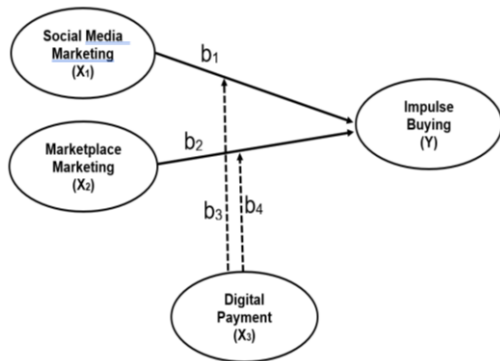 Social Media
Marketing
(X₁)
b₁
Impulse
Buying
(Y)
Marketplace
Marketing
(X₂)
b₂
b₃
b₄
Digital
Payment
(X₃)